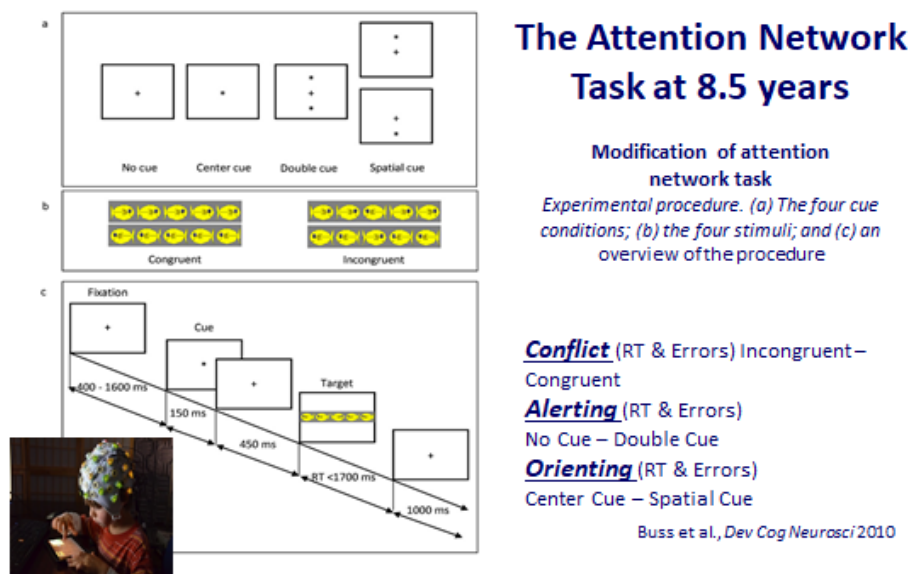 The Attention Network
Task at 8.5 years
Modification of attention
network task
Experimental procedure. (a) The four cue
conditions; (b) the four stimuli; and (c) an
overview of the procedure
Conflict (RT & Errors) Incongruent –
Congruent
Alerting (RT & Errors)
No Cue – Double Cue
Orienting (RT & Errors)
Center Cue – Spatial Cue
Buss et al., Dev Cog Neurosci 2010
a
No cue
Center cue
Double cue
Spatial cue
b
Congruent
Incongruent
c
Fixation
Cue
Target
400 - 1600 ms
150 ms
450 ms
RT <1700 ms
1000 ms